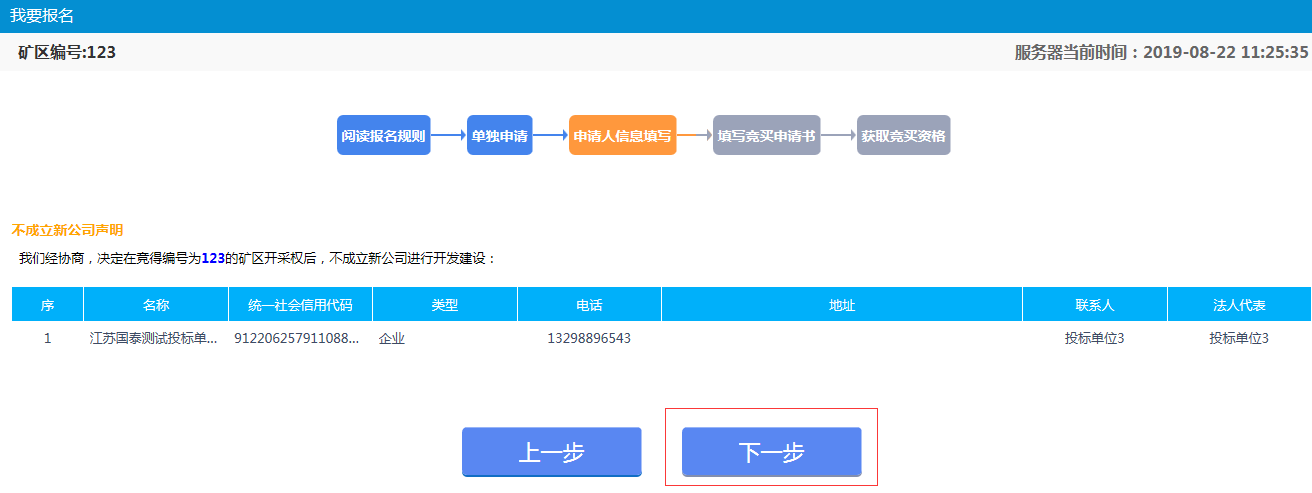 我要报名
矿区编号:123
服务器当前时间：2019-08-22 11:25:35
阅读报名规则 单独申请 申请人信息填写 填写竞买申请书 获取竞买资格
不成立新公司声明
我们经协商，决定在竞得编号为123的矿区开采权后，不成立新公司进行开发建设：
序 名称 统一社会信用代码 类型 电话 地址 联系人 法人代表
1 江苏国泰测试投标单... 912206257911088... 企业 13298896543 投标单位3 投标单位3
上一步 下一步